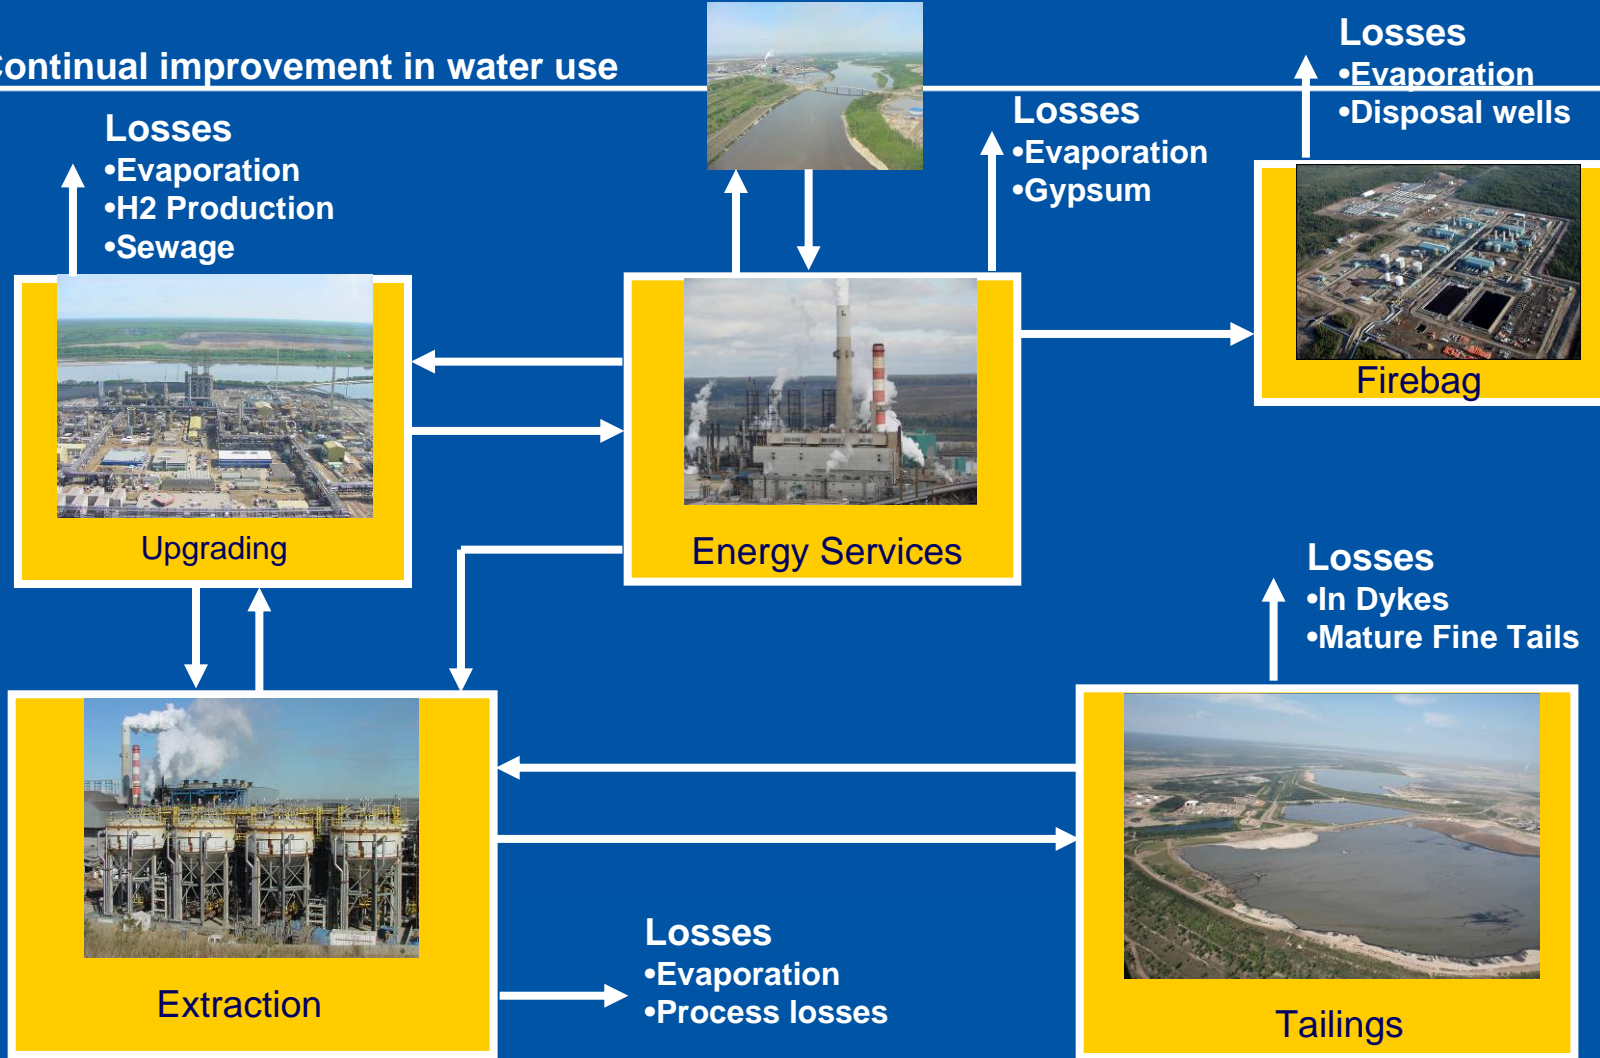 Continual improvement in water use
Losses
•Evaporation
•Disposal wells
Losses
•Evaporation
•Gypsum
Losses
•Evaporation
•H2 Production
•Sewage
Firebag
Upgrading
Energy Services
Losses
•In Dykes
•Mature Fine Tails
Losses
•Evaporation
•Process losses
Extraction
Tailings